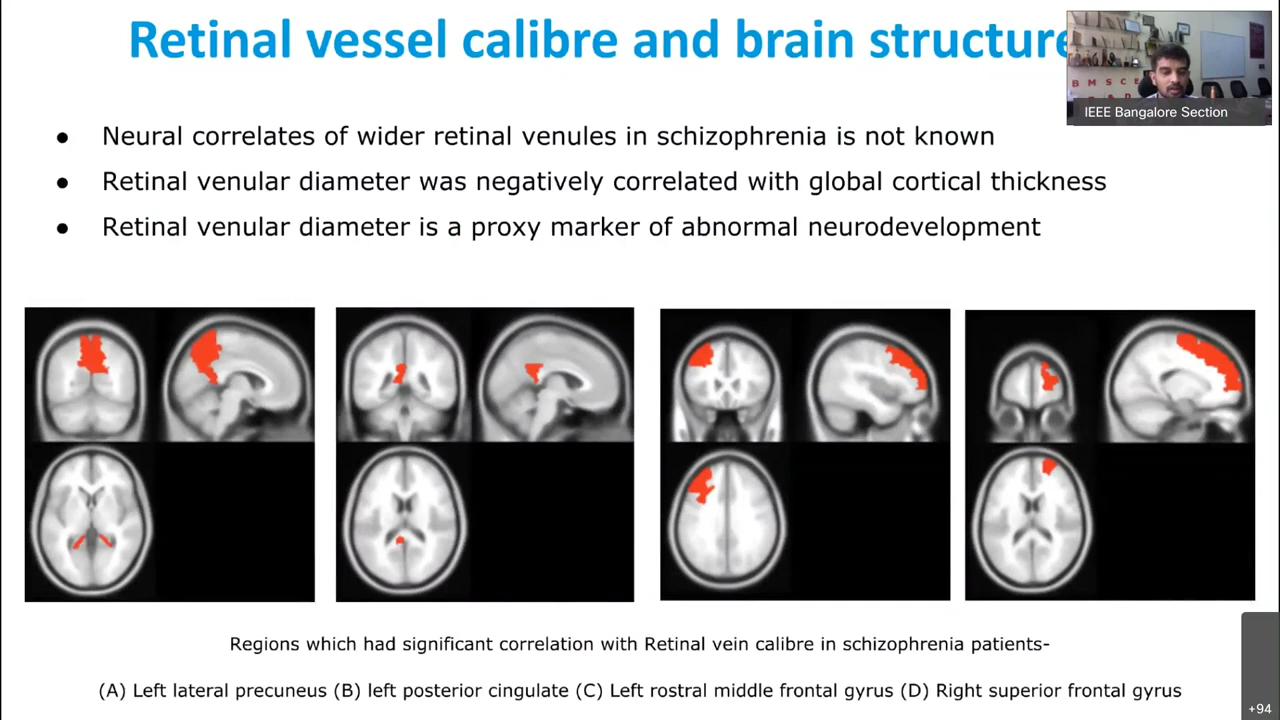 Retinal vessel calibre and brain structure
IEEE Bangalore Section
● Neural correlates of wider retinal venules in schizophrenia is not known
● Retinal venular diameter was negatively correlated with global cortical thickness
● Retinal venular diameter is a proxy marker of abnormal neurodevelopment
Regions which had significant correlation with Retinal vein calibre in schizophrenia patients-
(A) Left lateral precuneus (B) left posterior cingulate (C) Left rostral middle frontal gyrus (D) Right superior frontal gyrus
+94